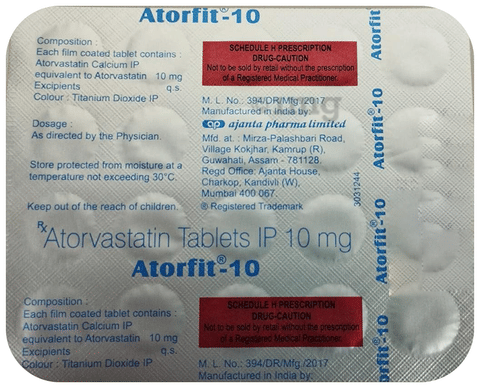 Atorfit®-10
Composition :
Each film coated tablet contains :
Atorvastatin Calcium IP
equivalent to Atorvastatin 10 mg
Excipients q.s.
Colour : Titanium Dioxide IP
SCHEDULE H PRESCRIPTION
DRUG-CAUTION
Not to be sold by retail without the prescription
of a Registered Medical Practitioner.
Dosage :
As directed by the Physician.
Store protected from moisture at a
temperature not exceeding 30°C.
Keep out of the reach of children.
M. L. No.: 394/DR/Mfg./2017
Manufactured in India by:
ap ajanta pharma limited
Mfd. at : Mirza-Palashbari Road,
Village Kokjhar, Kamrup (R),
Guwahati, Assam - 781128.
Regd Office: Ajanta House,
Charkop, Kandivli (W),
Mumbai 400 067.
® Registered Trademark
3031244
Rx Atorvastatin Tablets IP 10 mg
Atorfit®-10
Composition :
Each film coated tablet contains :
Atorvastatin Calcium IP
equivalent to Atorvastatin 10 mg
Excipients q.s.
Colour : Titanium Dioxide IP
SCHEDULE H PRESCRIPTION
DRUG-CAUTION
Not to be sold by retail without the prescription
of a Registered Medical Practitioner.
M. L. No.: 394/DR/Mfg./2017
Manufactured in India by:
Atorfit
Atorfit®-10
Atorfit®-10
orfit®-10